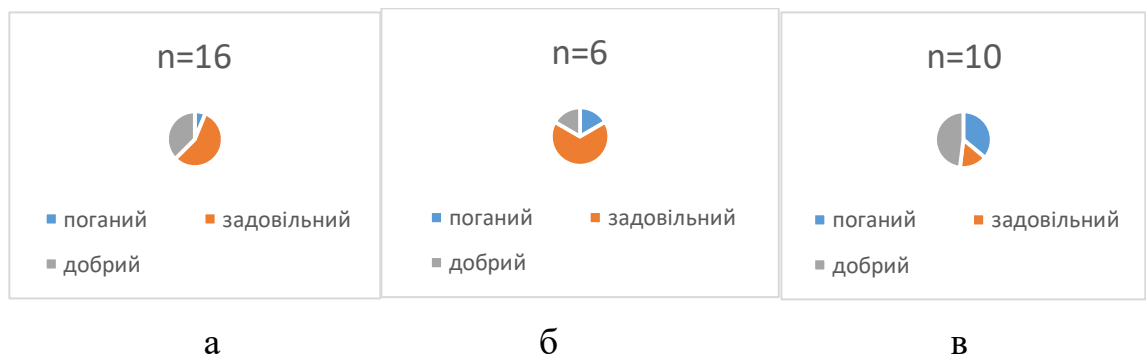 n=16
поганий
задовільний
добрий
n=6
поганий
задовільний
добрий
n=10
поганий
задовільний
добрий
а
б
в